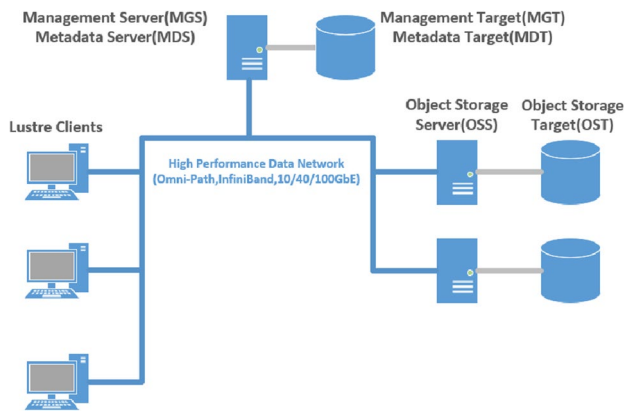 Management Server(MGS)
Metadata Server(MDS)
Management Target(MGT)
Metadata Target(MDT)
Lustre Clients
Object Storage
Server(OSS)
Object Storage
Target(OST)
High Performance Data Network
(Omni-Path,InfiniBand,10/40/100GbE)